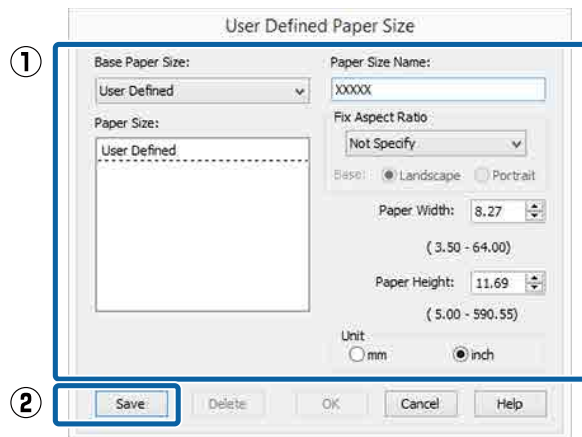 User Defined Paper Size
①
Base Paper Size:
User Defined
Paper Size:
User Defined
Paper Size Name:
XXXXX
Fix Aspect Ratio
Not Specify
Base: Landscape Portrait
Paper Width: 8.27
( 3.50 - 64.00)
Paper Height: 11.69
( 5.00 - 590.55)
Unit
mm inch
②
Save Delete OK Cancel Help